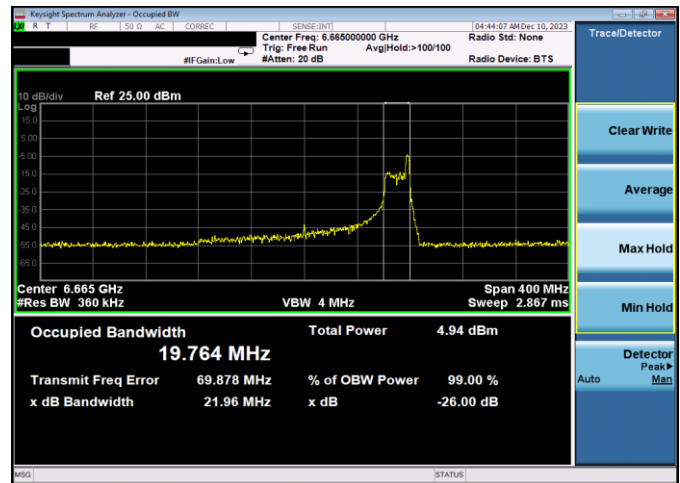 Keysight Spectrum Analyzer - Occupied BW
LXI R T RF 50 Ω AC CORREC SENSE:INT 04:44:07 AM Dec 10, 2023
Center Freq: 6.665000000 GHz Radio Std: None
Trig: Free Run Avg|Hold:>100/100
#IFGain:Low #Atten: 20 dB Radio Device: BTS
10 dB/div Ref 25.00 dBm
Log
15.0
5.00
-5.00
-15.0
-25.0
-35.0
-45.0
-55.0
-65.0
Center 6.665 GHz Span 400 MHz
#Res BW 360 kHz VBW 4 MHz Sweep 2.867 ms
Occupied Bandwidth Total Power 4.94 dBm
19.764 MHz
Transmit Freq Error 69.878 MHz % of OBW Power 99.00 %
x dB Bandwidth 21.96 MHz x dB -26.00 dB
MSG STATUS
Trace/Detector
Clear Write
Average
Max Hold
Min Hold
Detector
Peak▶
Auto Man